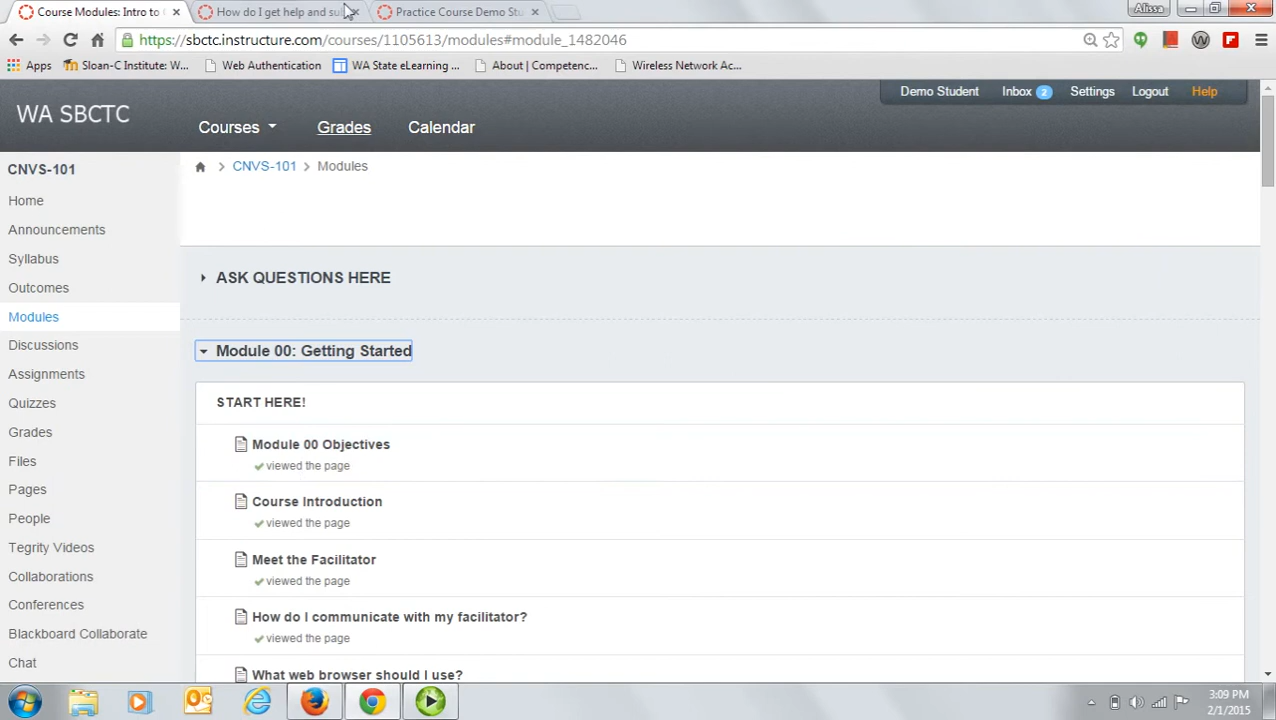 Course Modules: Intro to
How do I get help and su
Practice Course Demo Stu
Alissa
https://sbctc.instructure.com/courses/1105613/modules#module_1482046
Apps
Sloan-C Institute: W...
Web Authentication
WA State eLearning ...
About | Competenc...
Wireless Network Ac...
Demo Student
Inbox 2
Settings
Logout
Help
WA SBCTC
Courses
Grades
Calendar
CNVS-101
CNVS-101
Modules
Home
Announcements
Syllabus
Outcomes
Modules
Discussions
Assignments
Quizzes
Grades
Files
Pages
People
Tegrity Videos
Collaborations
Conferences
Blackboard Collaborate
Chat
ASK QUESTIONS HERE
Module 00: Getting Started
START HERE!
Module 00 Objectives
viewed the page
Course Introduction
viewed the page
Meet the Facilitator
viewed the page
How do I communicate with my facilitator?
viewed the page
What web browser should I use?
3:09 PM
2/1/2015